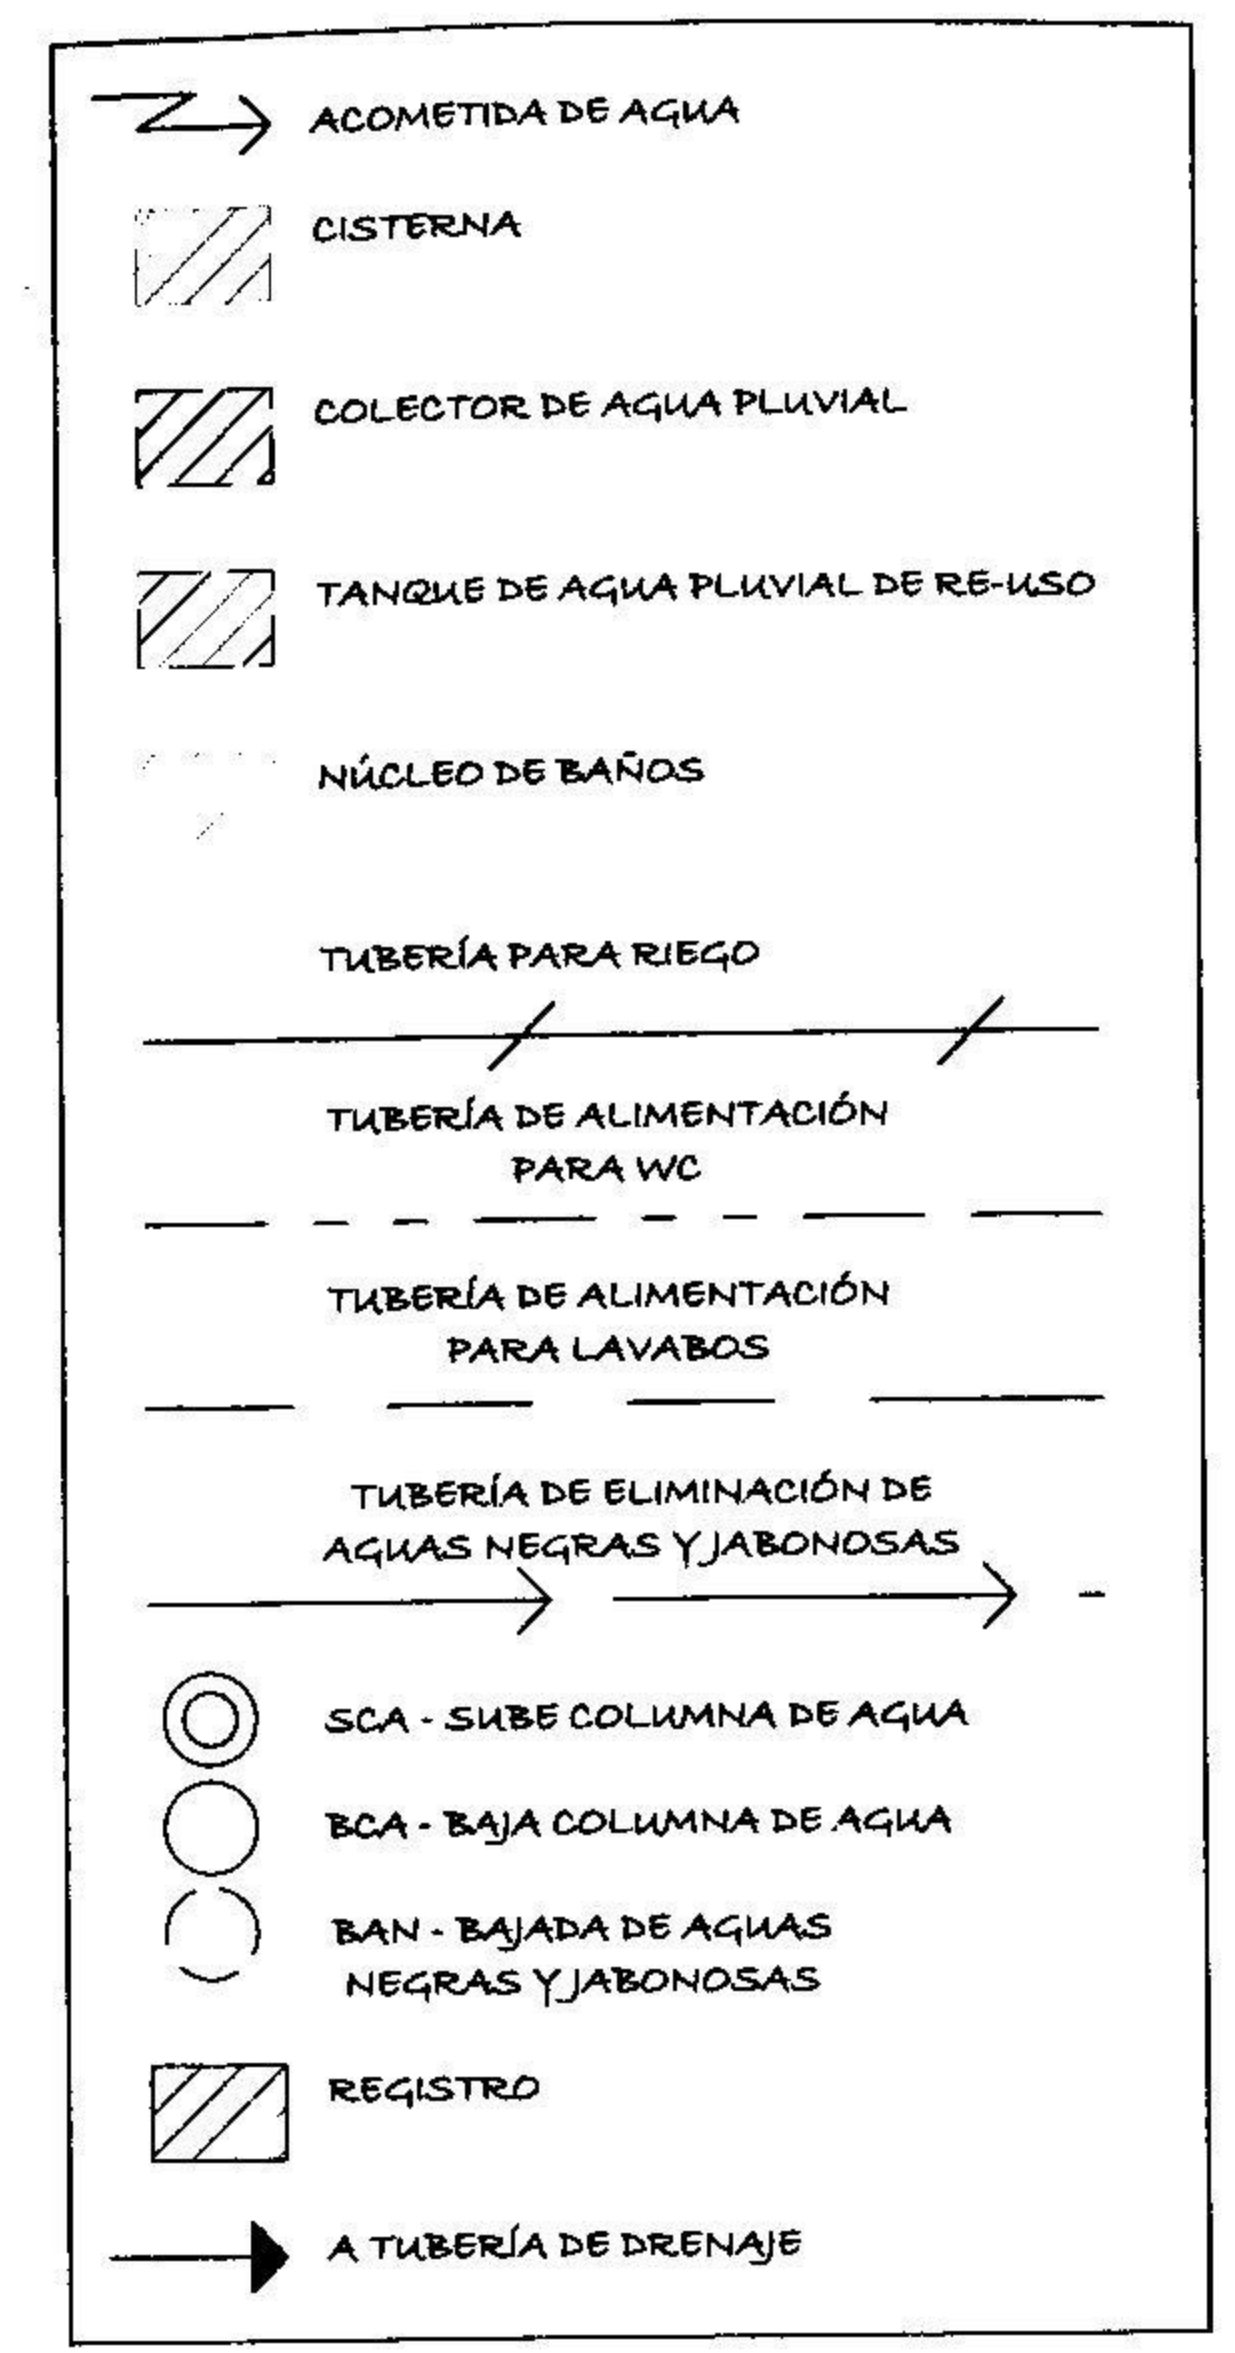 ACOMETIDA DE AGUA
CISTERNA
COLECTOR DE AGUA PLUVIAL
TANQUE DE AGUA PLUVIAL DE RE-USO
NÚCLEO DE BAÑOS
TUBERÍA PARA RIEGO
TUBERÍA DE ALIMENTACIÓN
PARA WC
TUBERÍA DE ALIMENTACIÓN
PARA LAVABOS
TUBERÍA DE ELIMINACIÓN DE
AGUAS NEGRAS Y JABONOSAS
SCA - SUBE COLUMNA DE AGUA
BCA - BAJA COLUMNA DE AGUA
BAN - BAJADA DE AGUAS
NEGRAS Y JABONOSAS
REGISTRO
A TUBERÍA DE DRENAJE